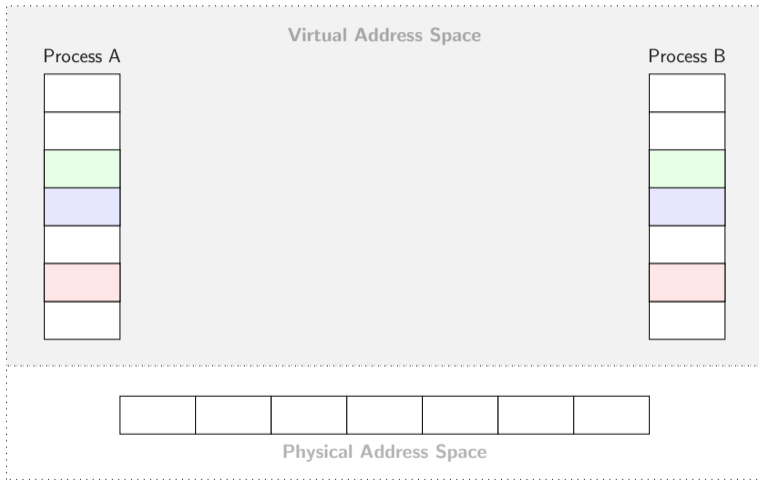 Virtual Address Space
Process A
Process B
Physical Address Space